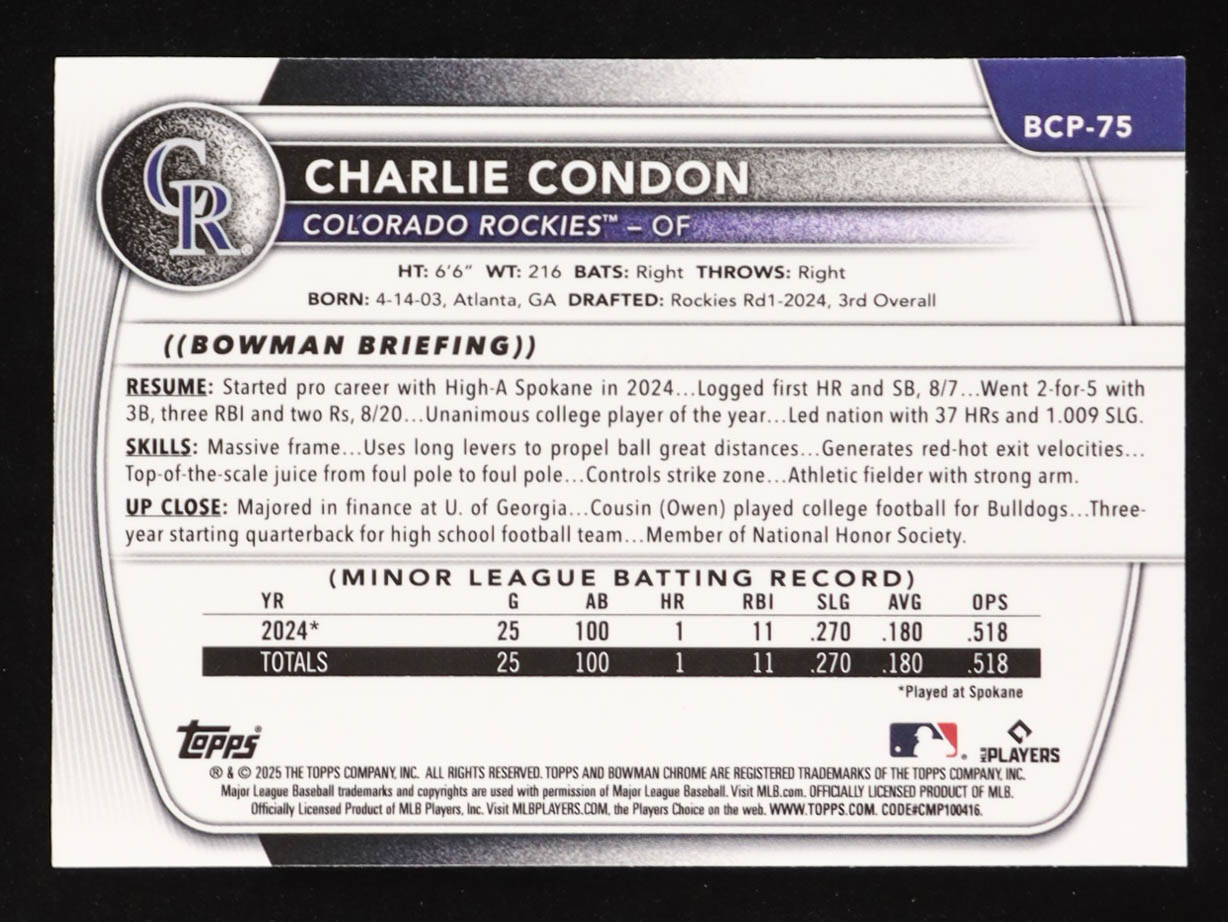 BCP-75
CR
CHARLIE CONDON
COLORADO ROCKIES™ – OF
HT: 6'6" WT: 216 BATS: Right THROWS: Right
BORN: 4-14-03, Atlanta, GA DRAFTED: Rockies Rd1-2024, 3rd Overall
((BOWMAN BRIEFING))
RESUME: Started pro career with High-A Spokane in 2024...Logged first HR and SB, 8/7...Went 2-for-5 with
3B, three RBI and two Rs, 8/20...Unanimous college player of the year...Led nation with 37 HRs and 1.009 SLG.
SKILLS: Massive frame...Uses long levers to propel ball great distances...Generates red-hot exit velocities...
Top-of-the-scale juice from foul pole to foul pole...Controls strike zone...Athletic fielder with strong arm.
UP CLOSE: Majored in finance at U. of Georgia...Cousin (Owen) played college football for Bulldogs...Three-
year starting quarterback for high school football team...Member of National Honor Society.
(MINOR LEAGUE BATTING RECORD)
YR G AB HR RBI SLG AVG OPS
2024* 25 100 1 11 .270 .180 .518
TOTALS 25 100 1 11 .270 .180 .518
*Played at Spokane
Topps®
MLB PLAYERS
® & © 2025 THE TOPPS COMPANY, INC. ALL RIGHTS RESERVED. TOPPS AND BOWMAN CHROME ARE REGISTERED TRADEMARKS OF THE TOPPS COMPANY, INC.
Major League Baseball trademarks and copyrights are used with permission of Major League Baseball. Visit MLB.com. OFFICIALLY LICENSED PRODUCT OF MLB.
Officially Licensed Product of MLB Players, Inc. Visit MLBPLAYERS.COM, the Players Choice on the web. WWW.TOPPS.COM. CODE#CMP100416.